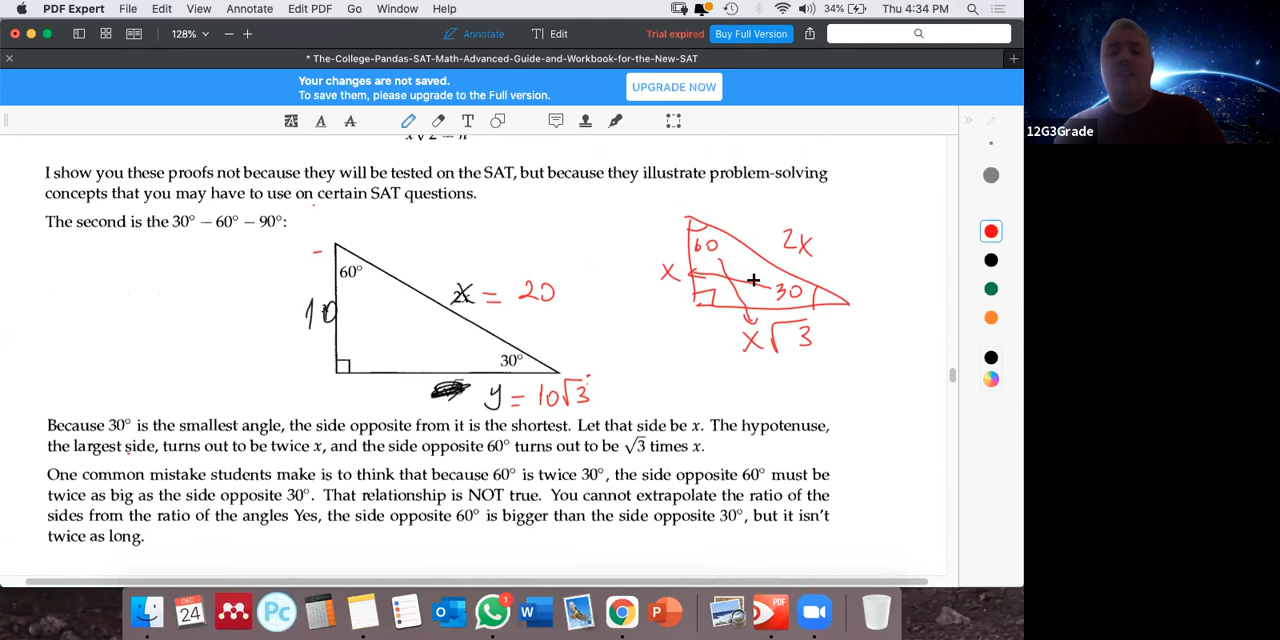 PDF Expert File Edit View Annotate Edit PDF Go Window Help 34% Thu 4:34 PM
128% Annotate T Edit Trial expired Buy Full Version
* The-College-Pandas-SAT-Math-Advanced-Guide-and-Workbook-for-the-New-SAT
Your changes are not saved.
To save them, please upgrade to the Full version.
UPGRADE NOW
12G3Grade
I show you these proofs not because they will be tested on the SAT, but because they illustrate problem-solving
concepts that you may have to use on certain SAT questions.
The second is the 30° − 60° − 90°:
60°
10
x = 20
30°
y = 10√3
60
2x
x
30
x√3
Because 30° is the smallest angle, the side opposite from it is the shortest. Let that side be x. The hypotenuse,
the largest side, turns out to be twice x, and the side opposite 60° turns out to be √3 times x.
One common mistake students make is to think that because 60° is twice 30°, the side opposite 60° must be
twice as big as the side opposite 30°. That relationship is NOT true. You cannot extrapolate the ratio of the
sides from the ratio of the angles Yes, the side opposite 60° is bigger than the side opposite 30°, but it isn't
twice as long.
DEC
24
Pc
1
W
P
PDF